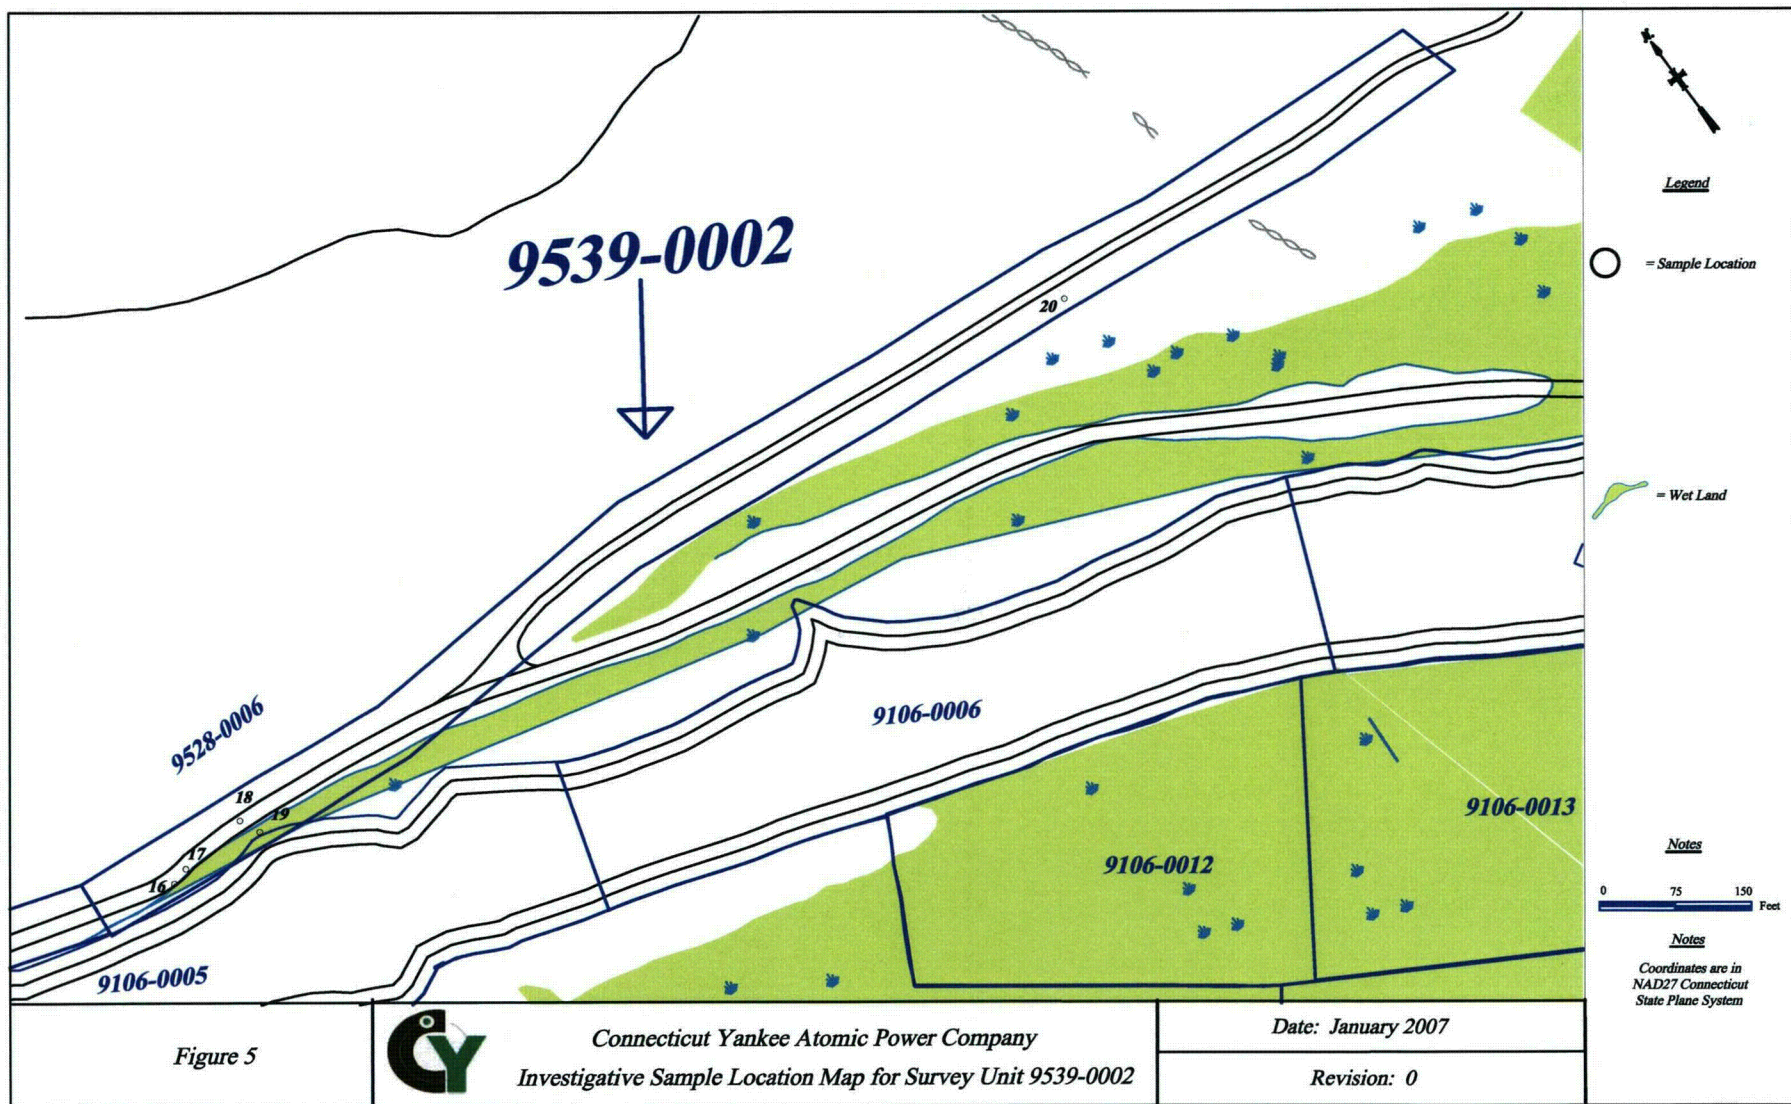 N
Legend
= Sample Location
= Wet Land
9539-0002
20
9528-0006
18
19
17
16
9106-0005
9106-0006
9106-0012
9106-0013
Notes
0 75 150
Feet
Notes
Coordinates are in
NAD27 Connecticut
State Plane System
Figure 5
CY
Connecticut Yankee Atomic Power Company
Investigative Sample Location Map for Survey Unit 9539-0002
Date: January 2007
Revision: 0